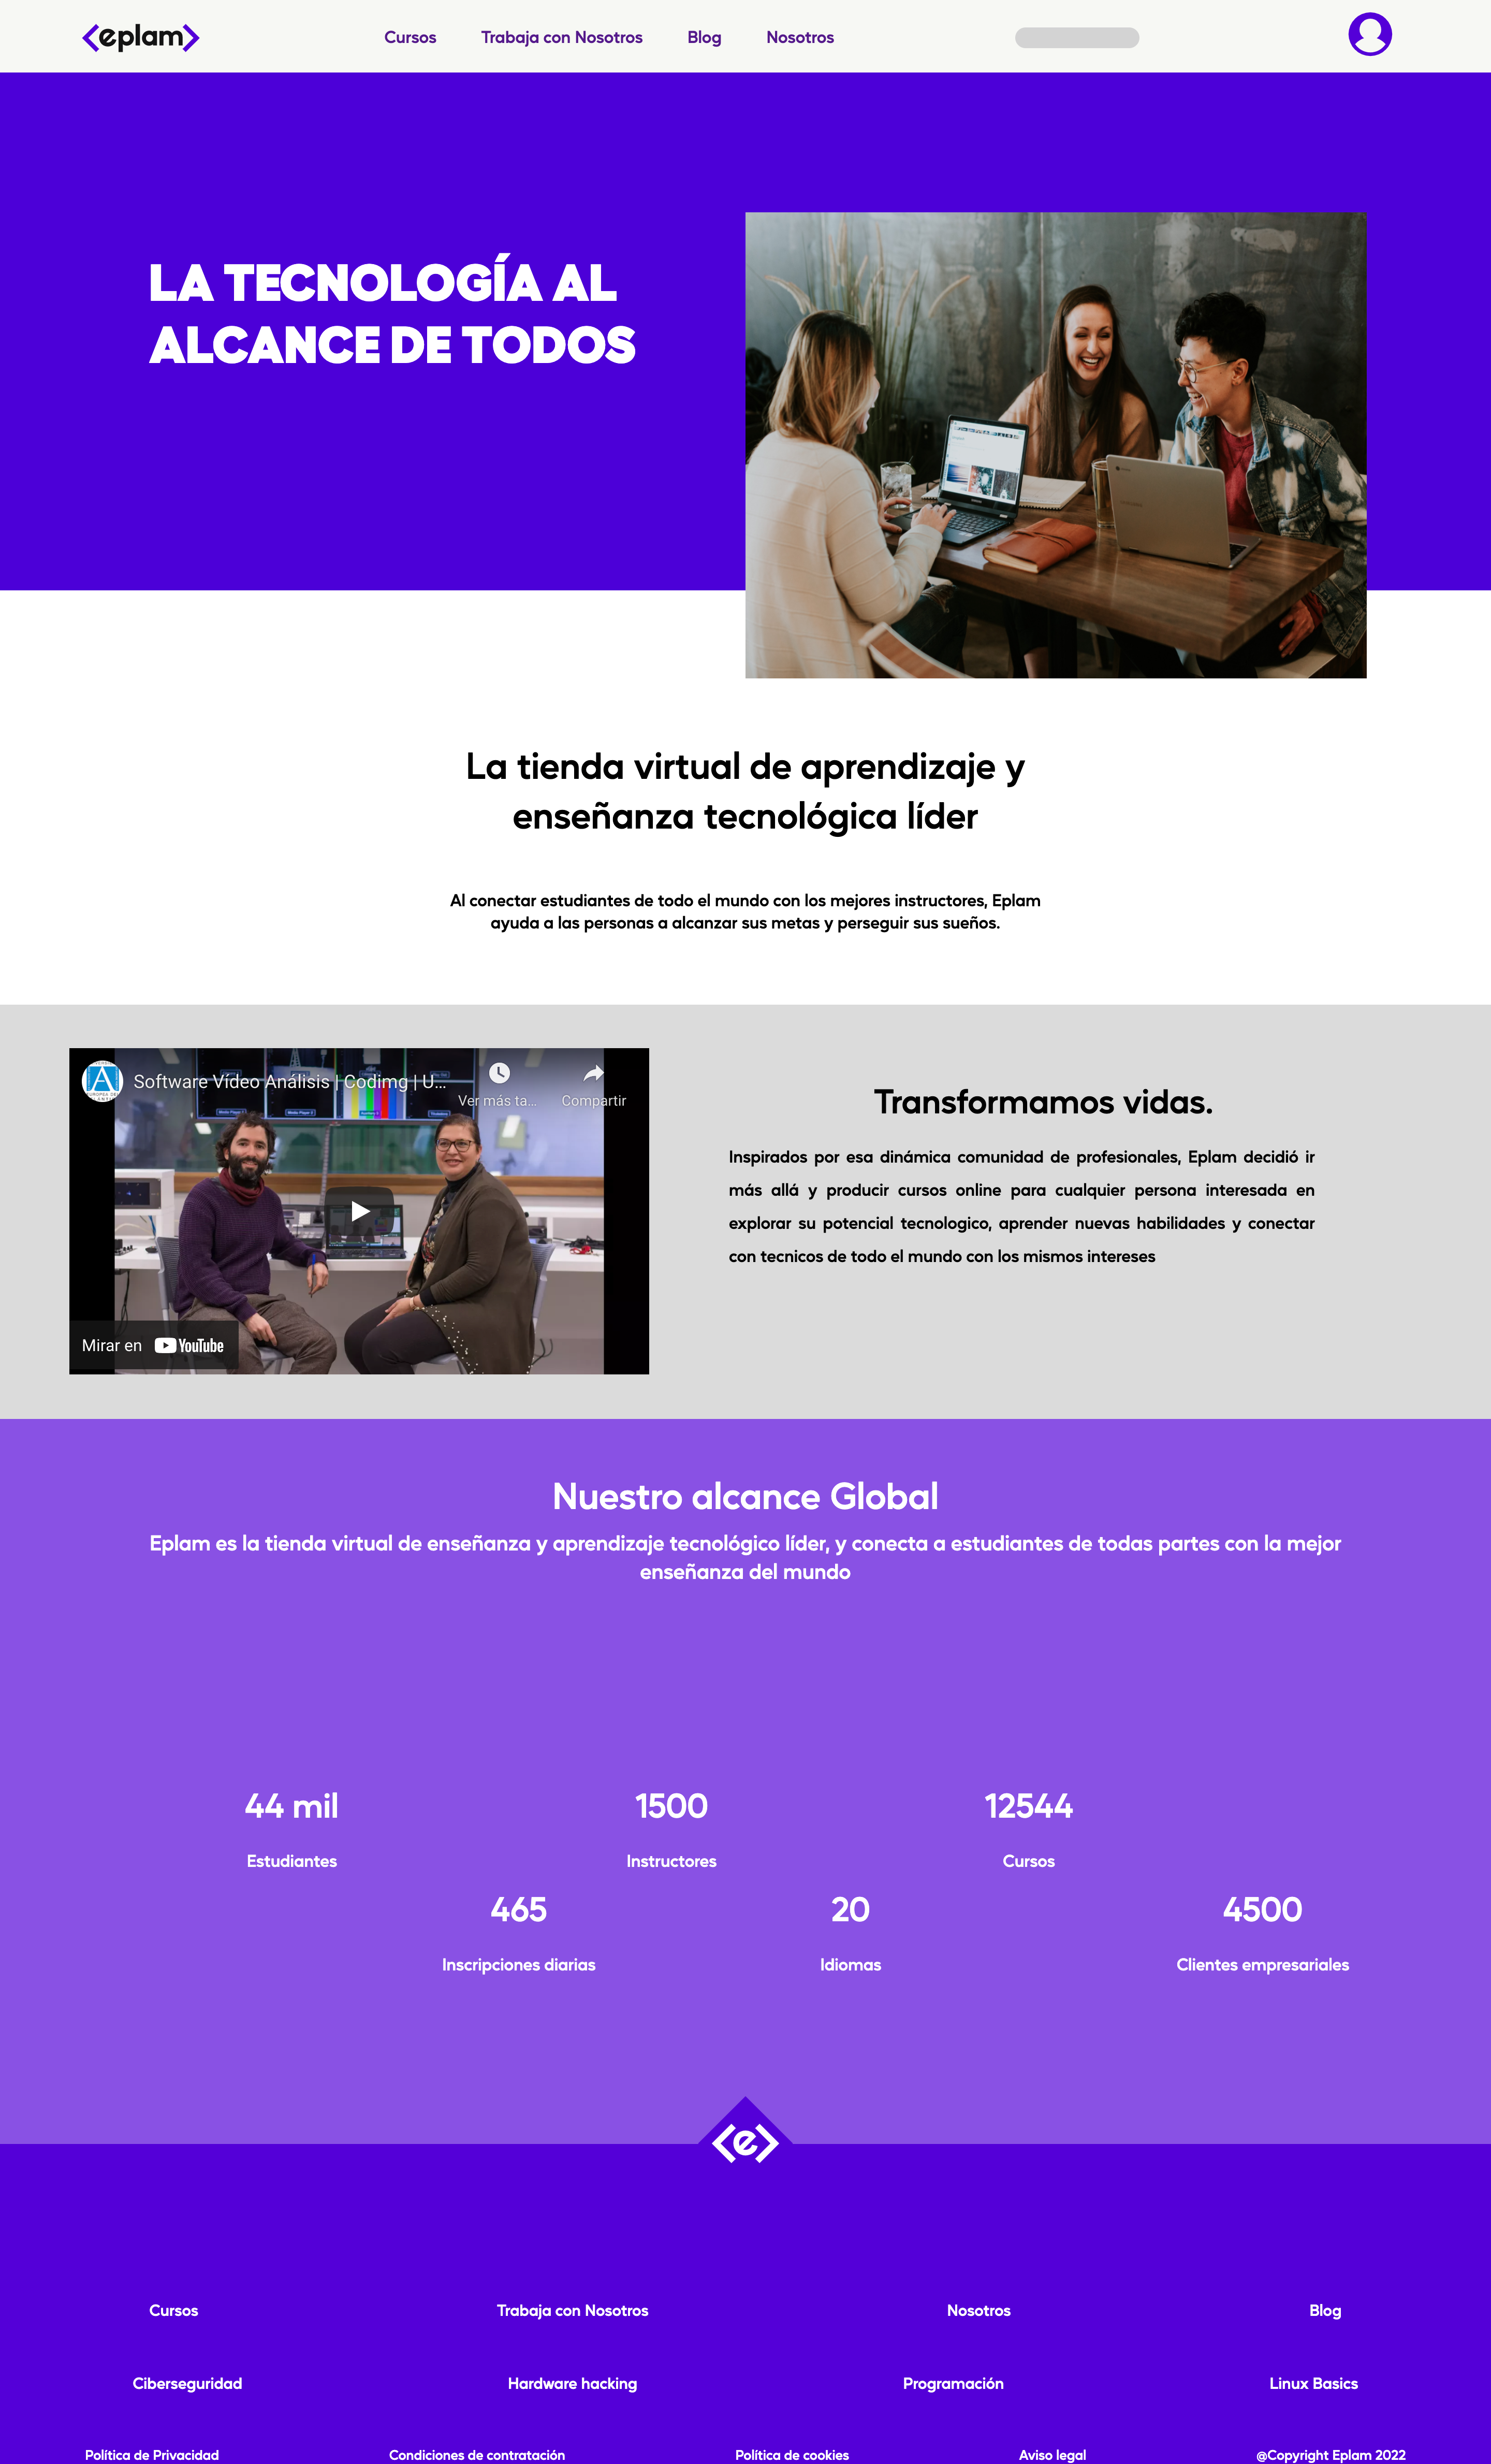 <eplam>
Cursos
Trabaja con Nosotros
Blog
Nosotros
LA TECNOLOGÍA AL
ALCANCE DE TODOS
La tienda virtual de aprendizaje y
enseñanza tecnológica líder
Al conectar estudiantes de todo el mundo con los mejores instructores, Eplam
ayuda a las personas a alcanzar sus metas y perseguir sus sueños.
Software Vídeo Análisis | Codimg | U...
Ver más ta...
Compartir
Mirar en YouTube
Transformamos vidas.
Inspirados por esa dinámica comunidad de profesionales, Eplam decidió ir
más allá y producir cursos online para cualquier persona interesada en
explorar su potencial tecnologico, aprender nuevas habilidades y conectar
con tecnicos de todo el mundo con los mismos intereses
Nuestro alcance Global
Eplam es la tienda virtual de enseñanza y aprendizaje tecnológico líder, y conecta a estudiantes de todas partes con la mejor
enseñanza del mundo
44 mil
Estudiantes
1500
Instructores
12544
Cursos
465
Inscripciones diarias
20
Idiomas
4500
Clientes empresariales
<e>
Cursos
Trabaja con Nosotros
Nosotros
Blog
Ciberseguridad
Hardware hacking
Programación
Linux Basics
Política de Privacidad
Condiciones de contratación
Política de cookies
Aviso legal
@Copyright Eplam 2022